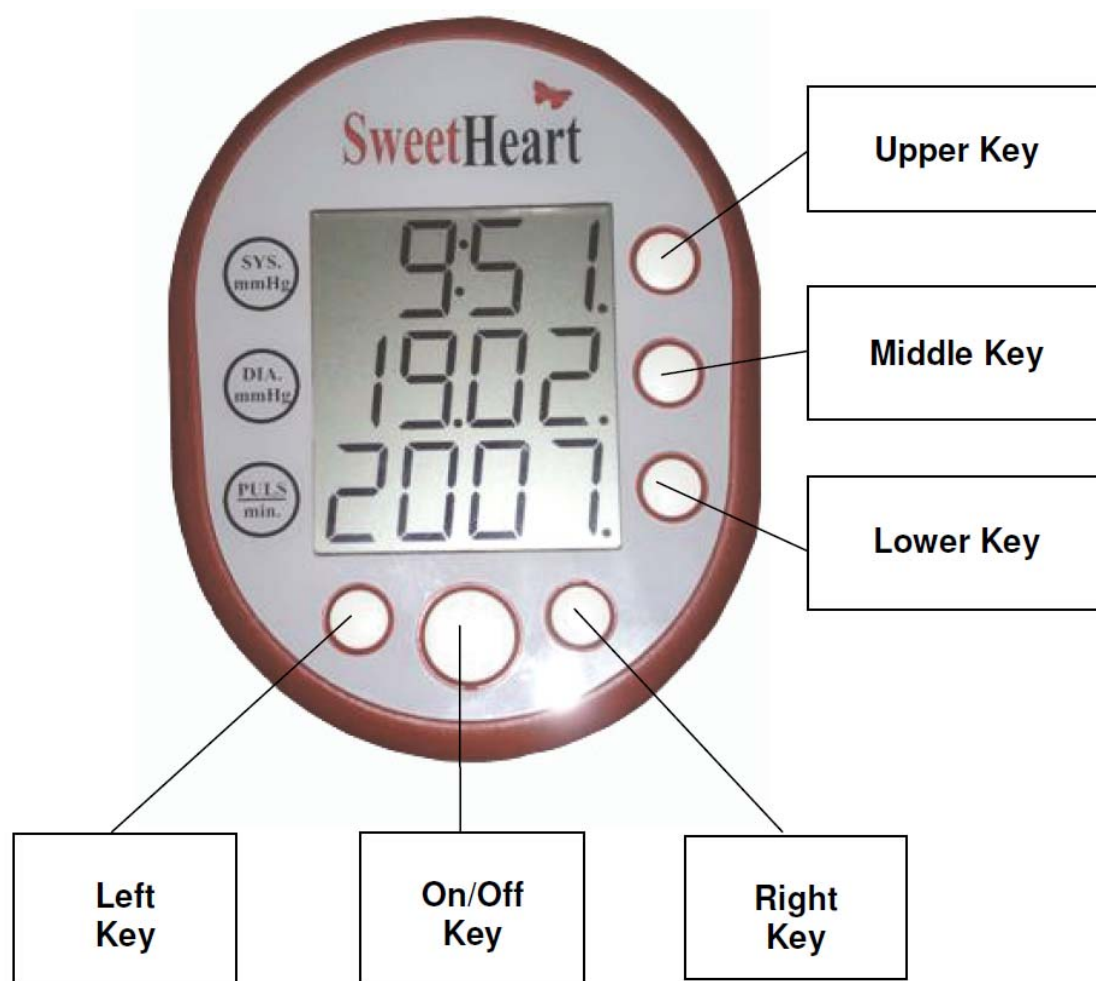 SweetHeart
SYS.
mmHg
9:51.
DIA.
mmHg
19.02.
PULS
min.
2007.
Upper Key
Middle Key
Lower Key
Left
Key
On/Off
Key
Right
Key